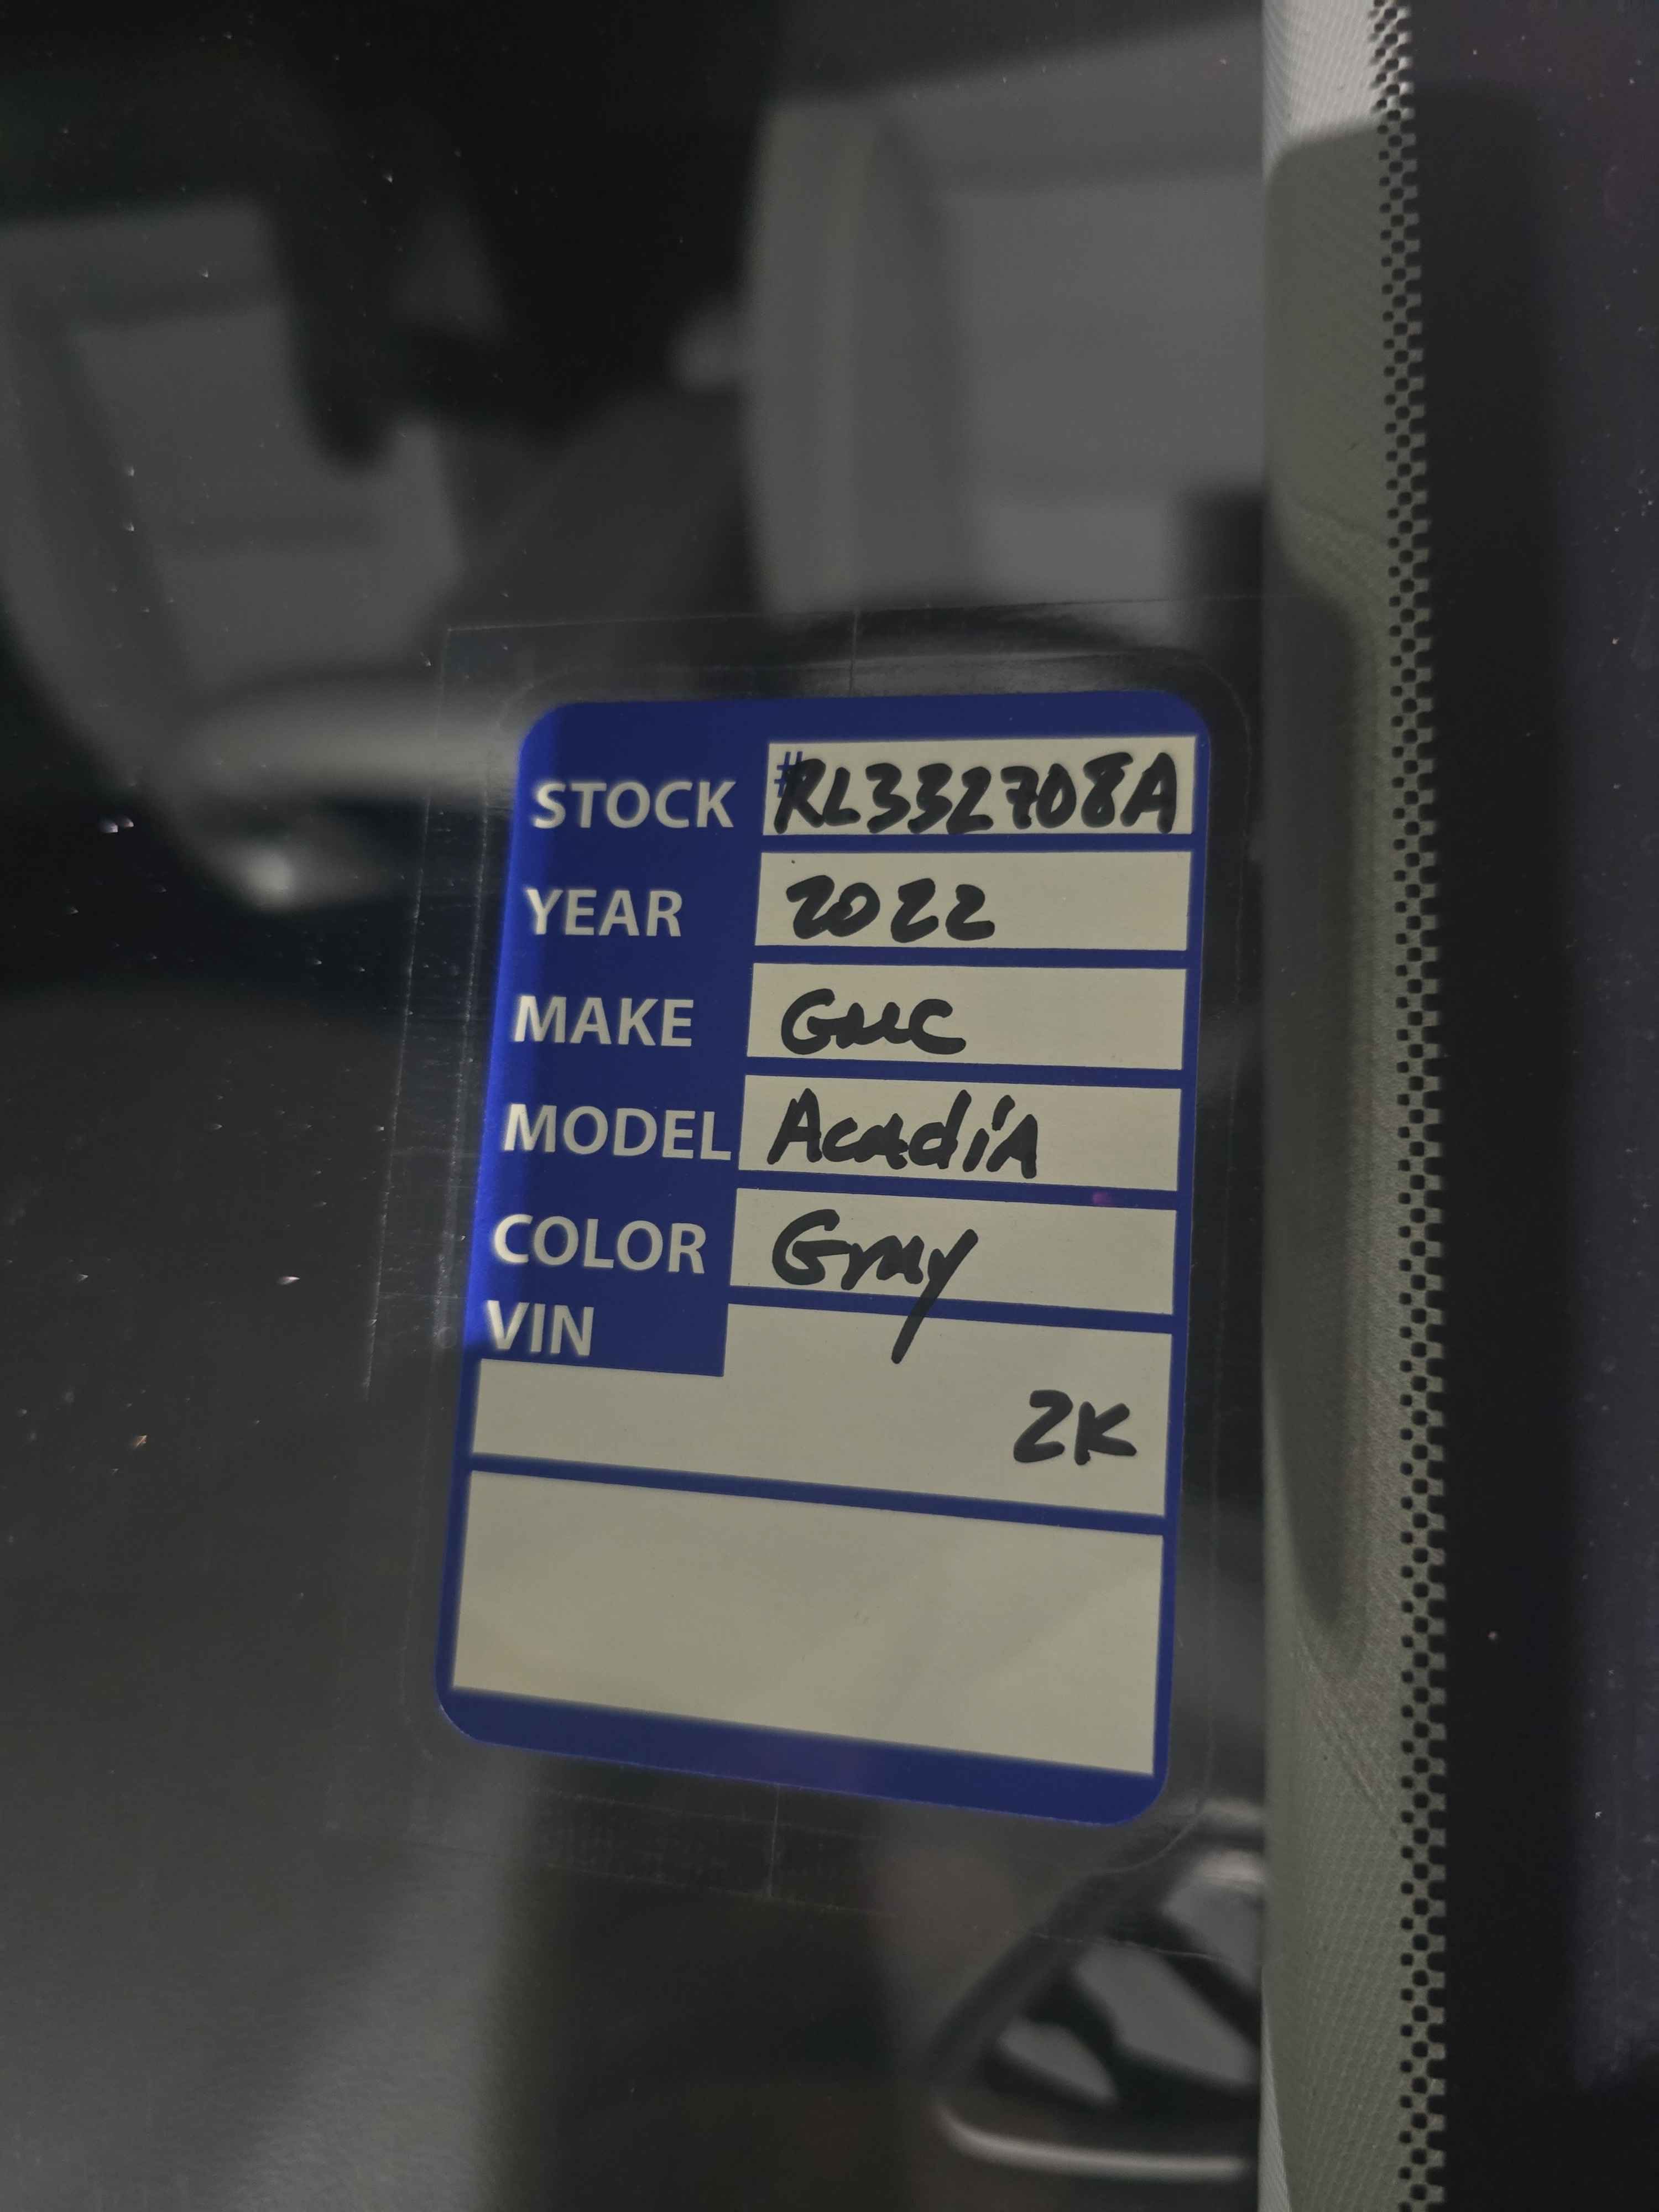 STOCK #RL332708A
YEAR 2022
MAKE GMC
MODEL Acadia
COLOR Gray
VIN
2K